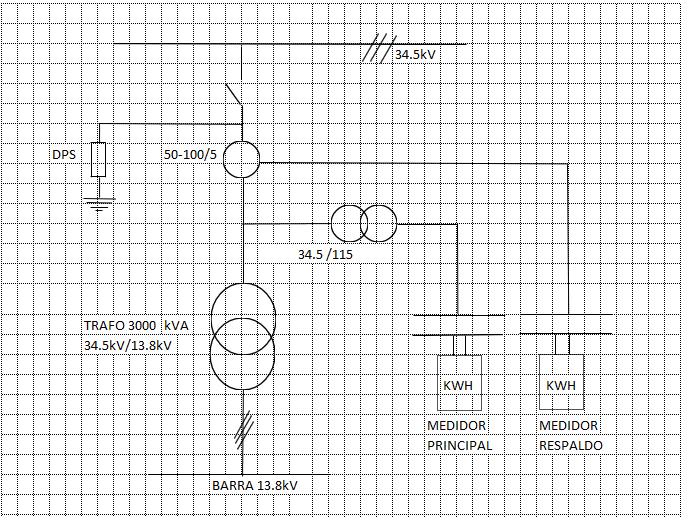 34.5kV
DPS
50-100/5
34.5 /115
TRAFO 3000 kVA
34.5kV/13.8kV
KWH
KWH
MEDIDOR
PRINCIPAL
MEDIDOR
RESPALDO
BARRA 13.8kV